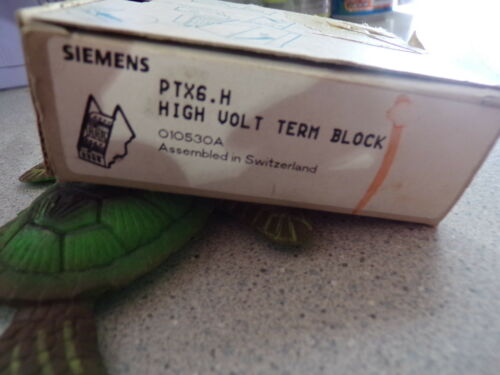 SIEMENS
PTX6.H
HIGH VOLT TERM BLOCK
010530A
Assembled in Switzerland